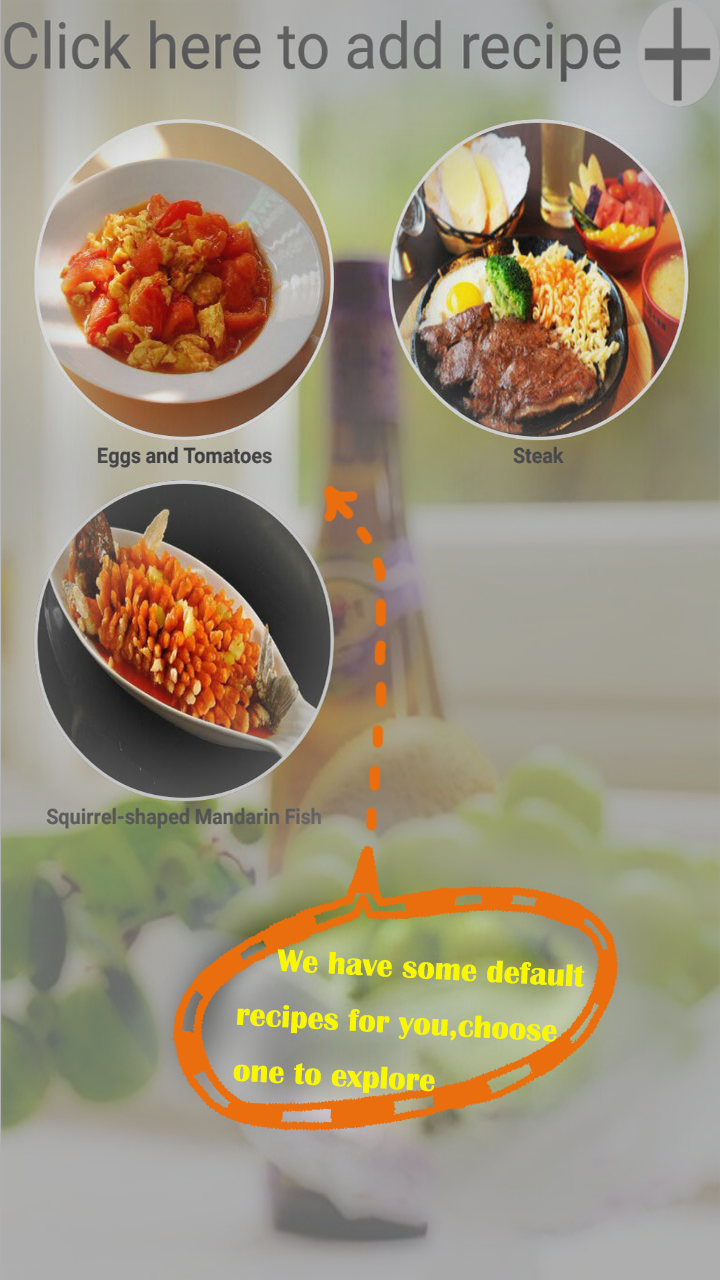 Click here to add recipe
Eggs and Tomatoes
Steak
Squirrel-shaped Mandarin Fish
We have some default
recipes for you,choose
one to explore